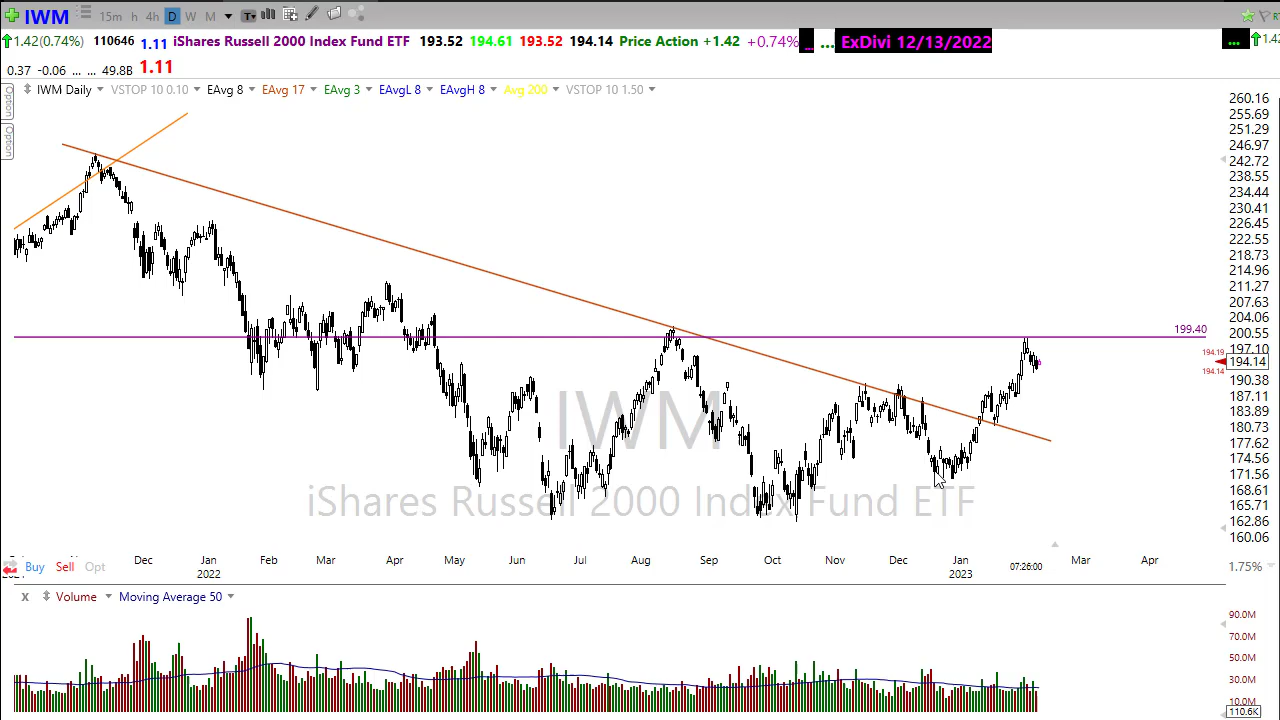 IWM 15m h 4h D W M T
1.42(0.74%) 110646 1.11 iShares Russell 2000 Index Fund ETF 193.52 194.61 193.52 194.14 Price Action +1.42 +0.74% ... ... ExDivi 12/13/2022 ... 1.42
0.37 -0.06 ... ... 49.8B 1.11
Option
Option
IWM Daily VSTOP 10 0.10 EAvg 8 EAvg 17 EAvg 3 EAvgL 8 EAvgH 8 Avg 200 VSTOP 10 1.50
260.16
255.69
251.29
246.97
242.72
238.55
234.44
230.41
226.45
222.55
218.73
214.96
211.27
207.63
204.06
199.40
200.55
197.10
194.19
194.14
194.14
190.38
187.11
183.89
180.73
177.62
174.56
171.56
168.61
165.71
162.86
160.06
IWM
iShares Russell 2000 Index Fund ETF
Dec Jan Feb Mar Apr May Jun Jul Aug Sep Oct Nov Dec Jan Mar Apr
2022 2023 07:26:00
Buy Sell Opt 1.75%
x Volume Moving Average 50
90.0M
70.0M
50.0M
30.0M
10.0M
110.6K